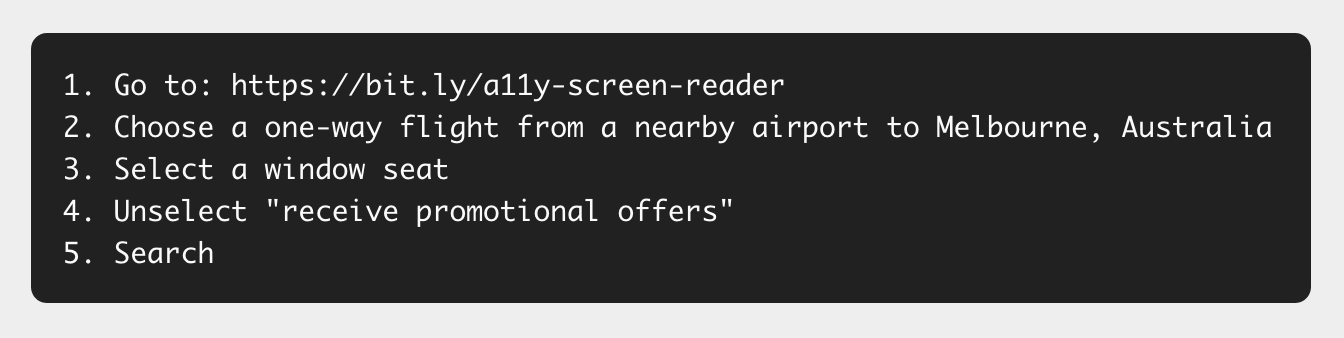 1. Go to: https://bit.ly/a11y-screen-reader
2. Choose a one-way flight from a nearby airport to Melbourne, Australia
3. Select a window seat
4. Unselect "receive promotional offers"
5. Search